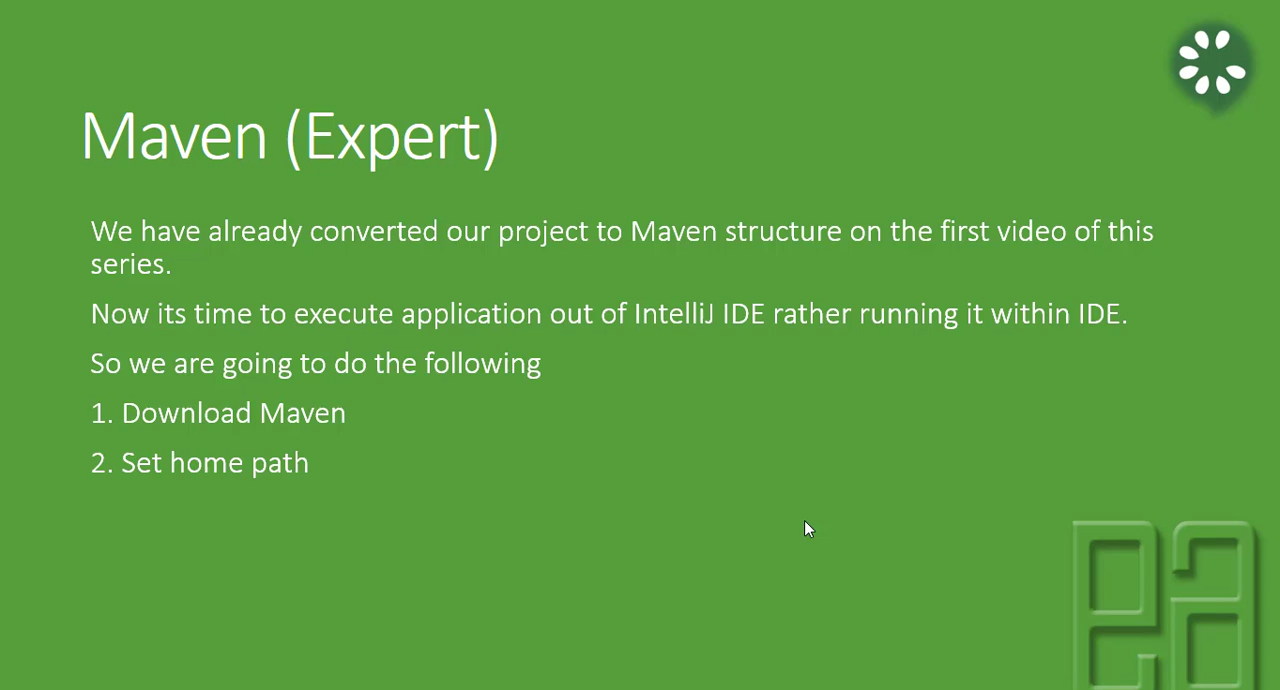 Maven (Expert)
We have already converted our project to Maven structure on the first video of this
series.
Now its time to execute application out of IntelliJ IDE rather running it within IDE.
So we are going to do the following
1. Download Maven
2. Set home path
ea